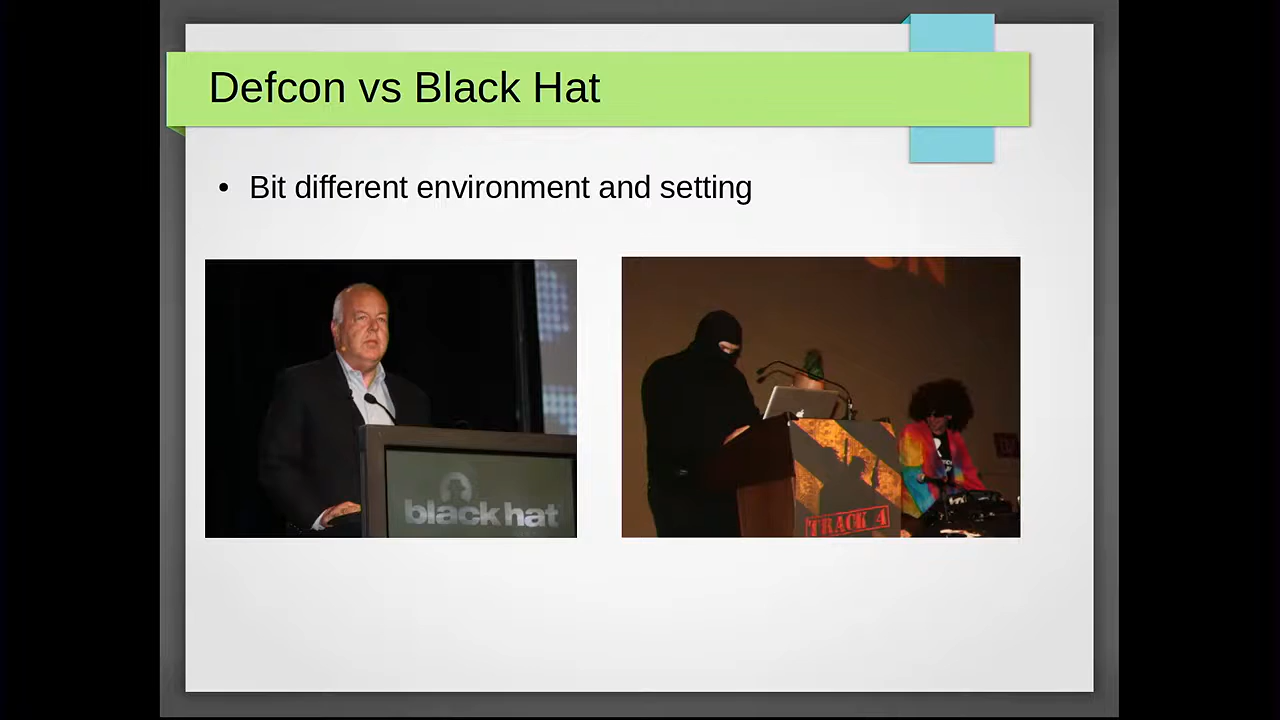 Defcon vs Black Hat
• Bit different environment and setting
black hat
TRACK 4